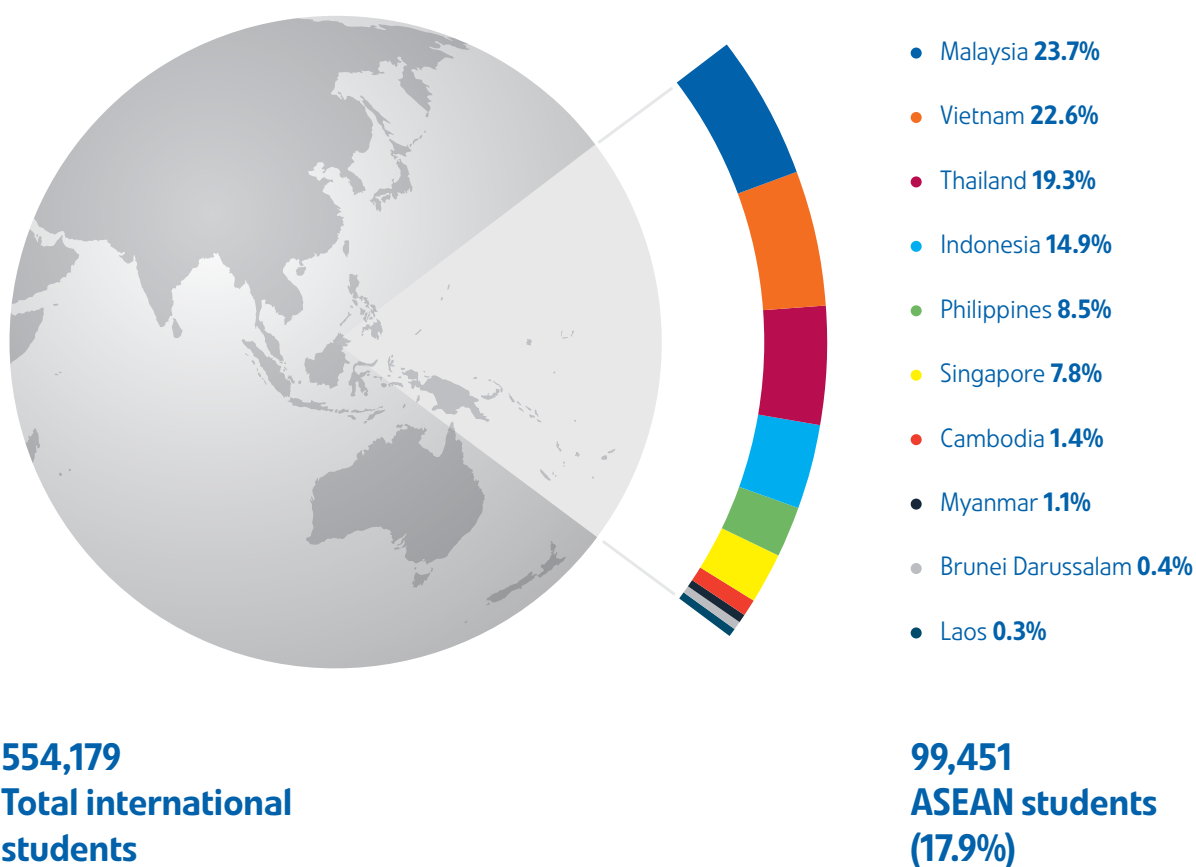 Malaysia 23.7%
Vietnam 22.6%
Thailand 19.3%
Indonesia 14.9%
Philippines 8.5%
Singapore 7.8%
Cambodia 1.4%
Myanmar 1.1%
Brunei Darussalam 0.4%
Laos 0.3%
554,179
Total international
students
99,451
ASEAN students
(17.9%)